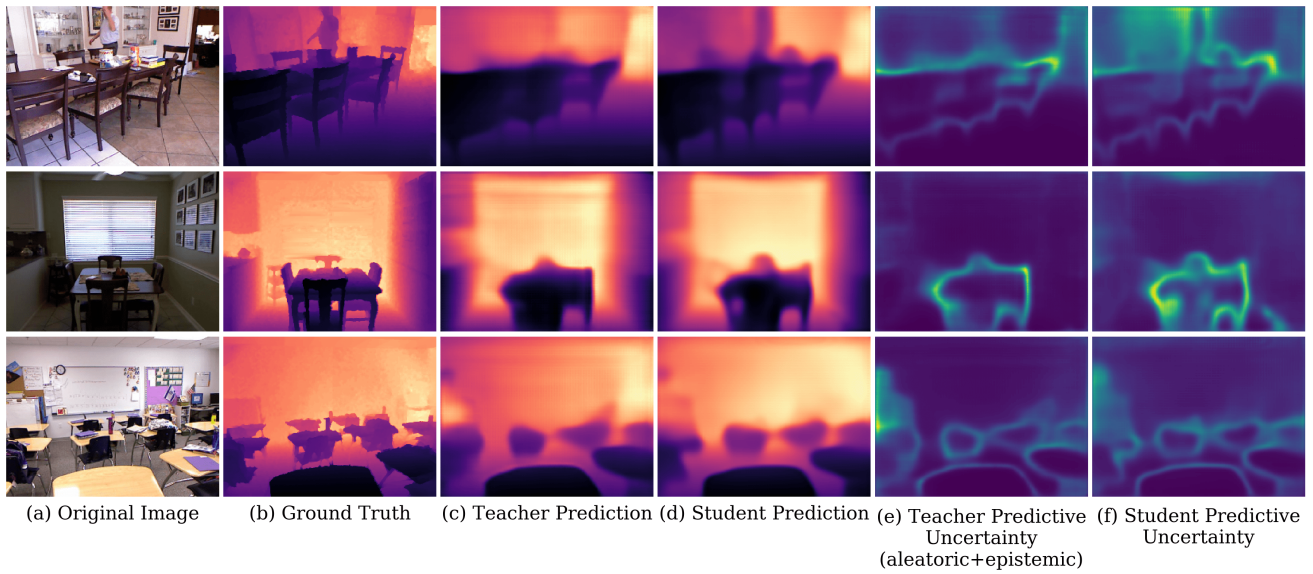 (a) Original Image
(b) Ground Truth
(c) Teacher Prediction
(d) Student Prediction
(e) Teacher Predictive
Uncertainty
(aleatoric+epistemic)
(f) Student Predictive
Uncertainty